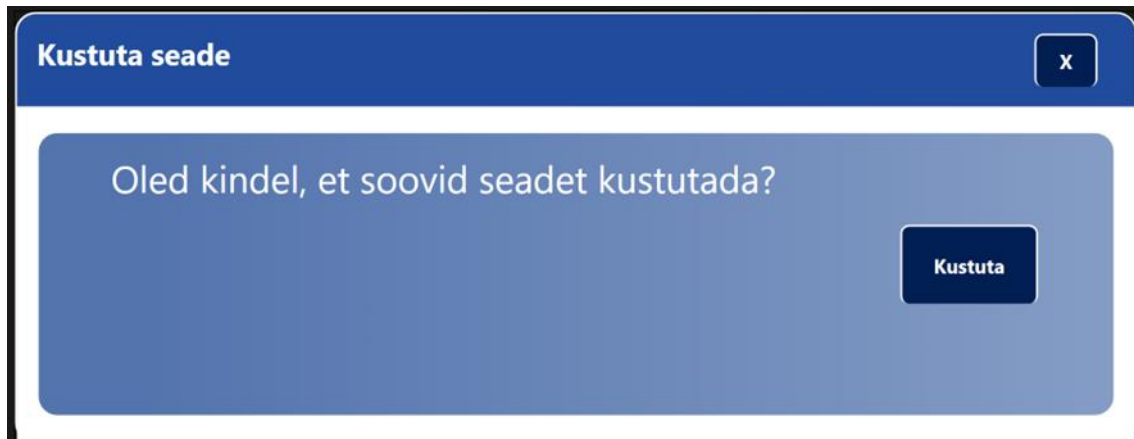 Kustuta seade
X
Oled kindel, et soovid seadet kustutada?
Kustuta